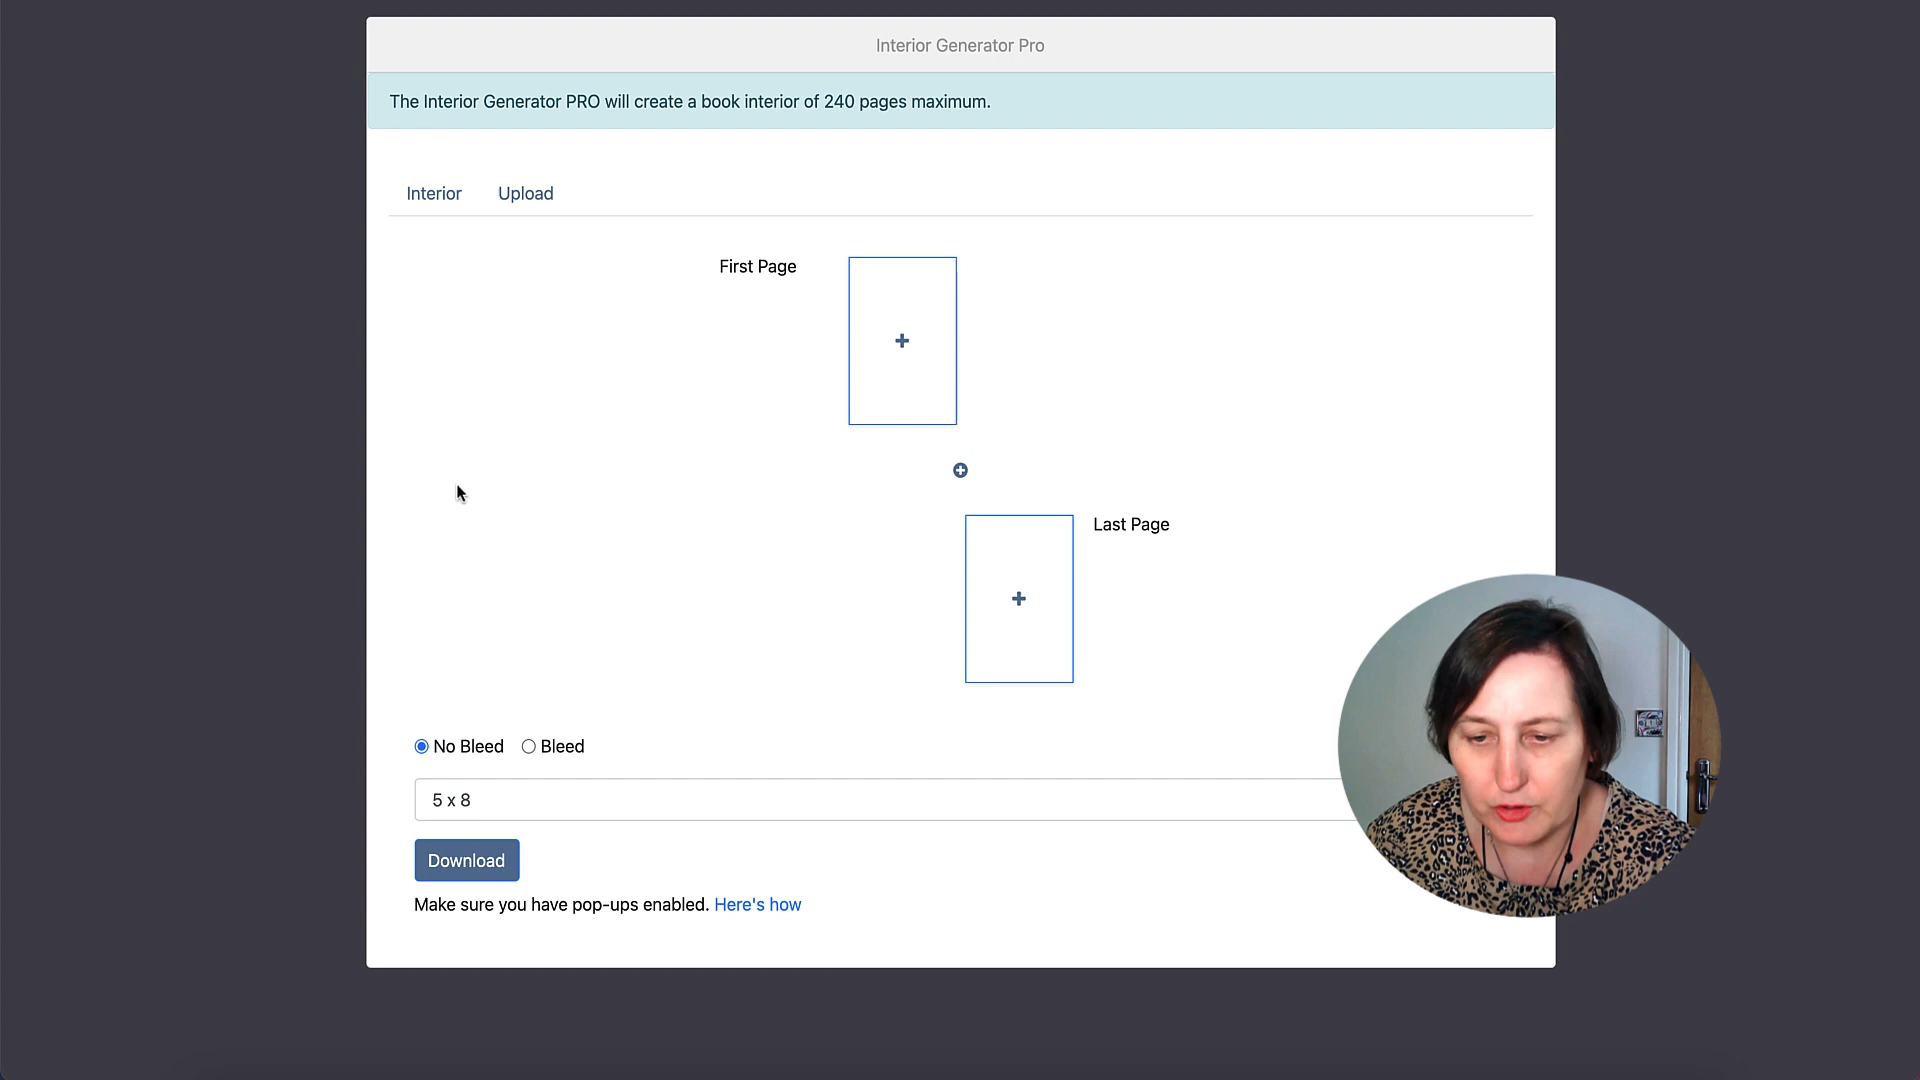 Interior Generator Pro
The Interior Generator PRO will create a book interior of 240 pages maximum.
Interior
Upload
First Page
Last Page
No Bleed
Bleed
5 x 8
Download
Make sure you have pop-ups enabled. Here's how